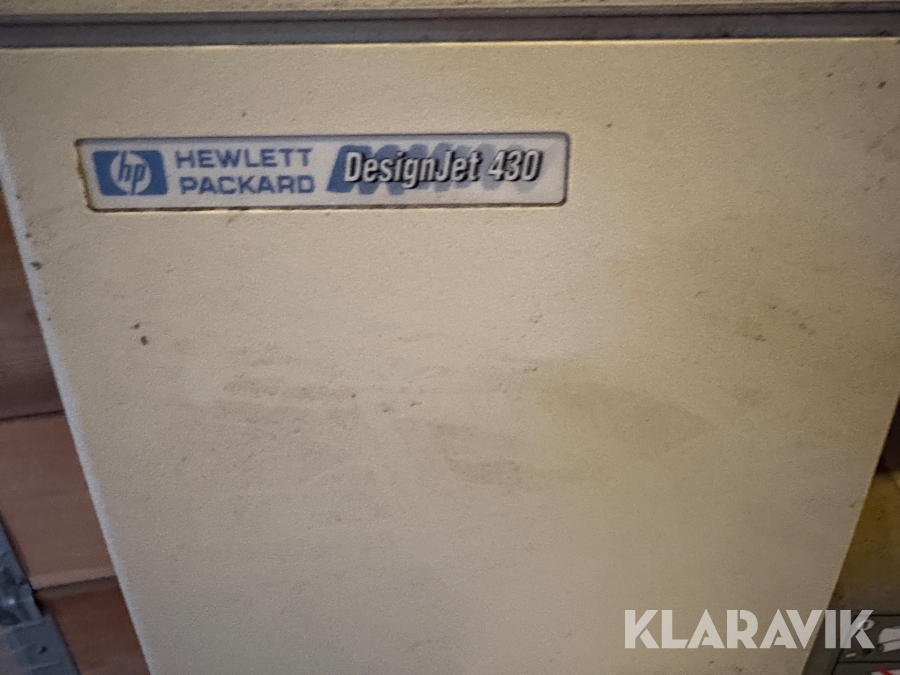 hp HEWLETT
PACKARD
DesignJet 430
KLARAVIK